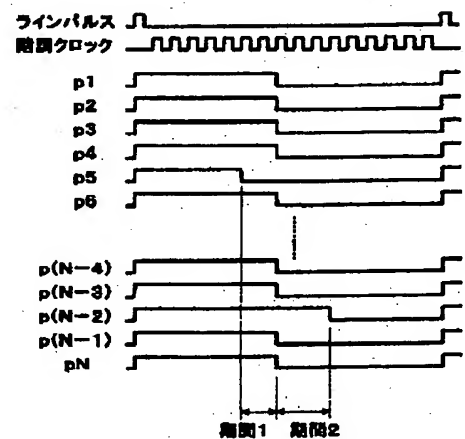 ラインパルス
階調クロック
p1
p2
p3
p4
p5
p6
p(N−4)
p(N−3)
p(N−2)
p(N−1)
pN
期間1 期間2